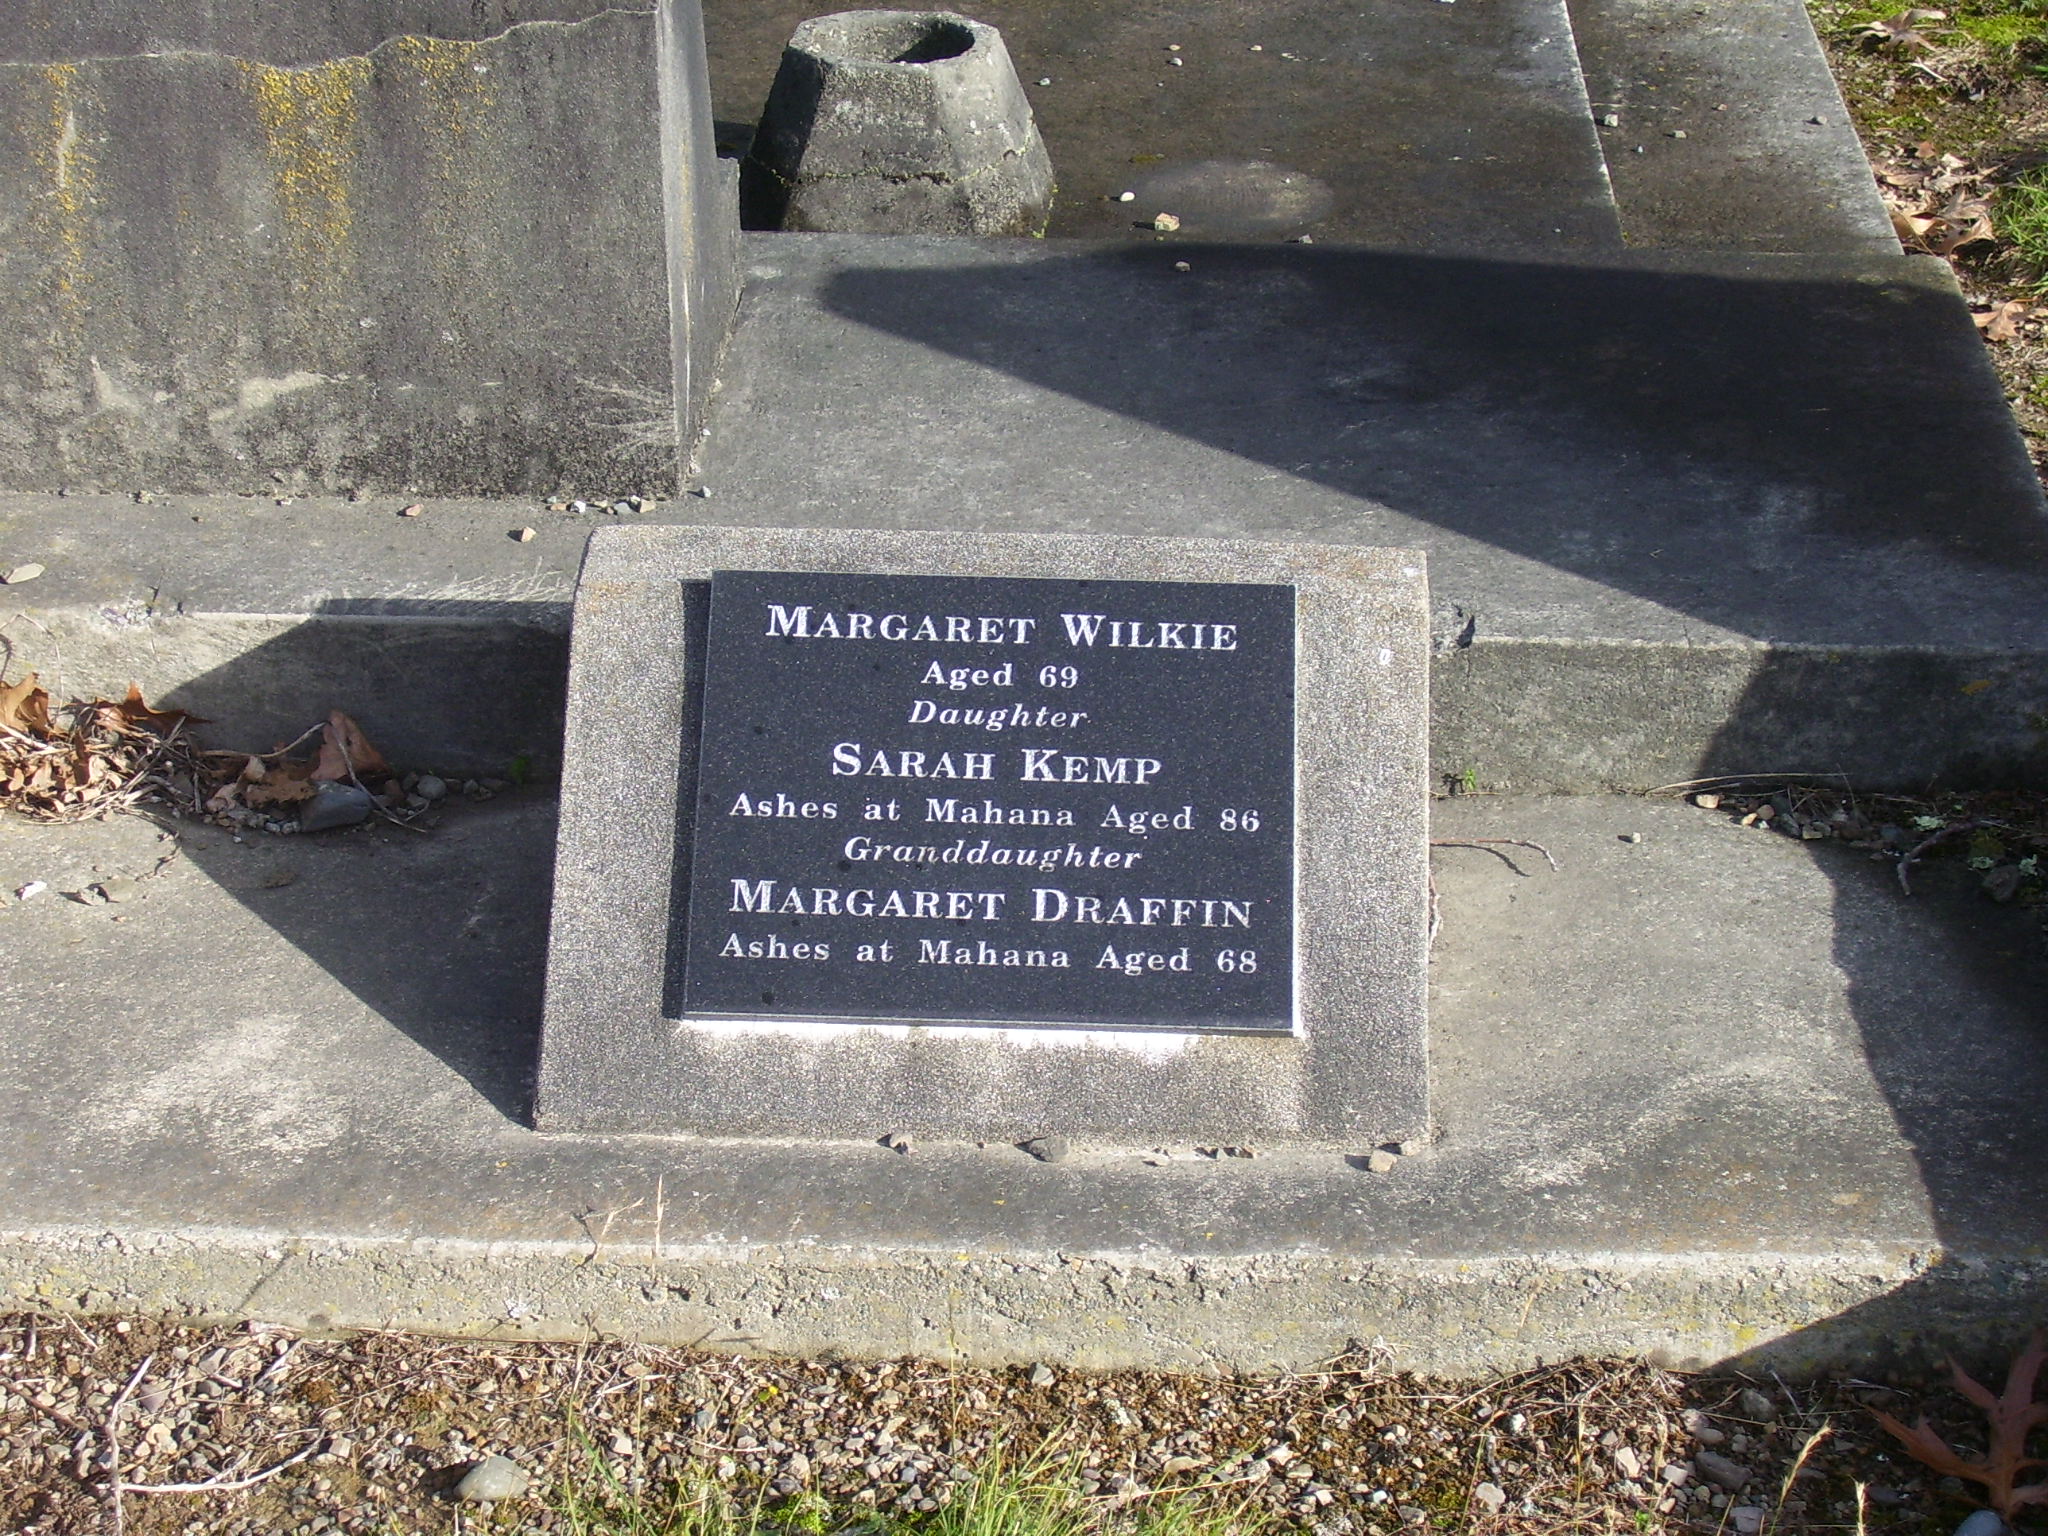 MARGARET WILKIE
Aged 69
Daughter
SARAH KEMP
Ashes at Mahana Aged 86
Granddaughter
MARGARET DRAFFIN
Ashes at Mahana Aged 68